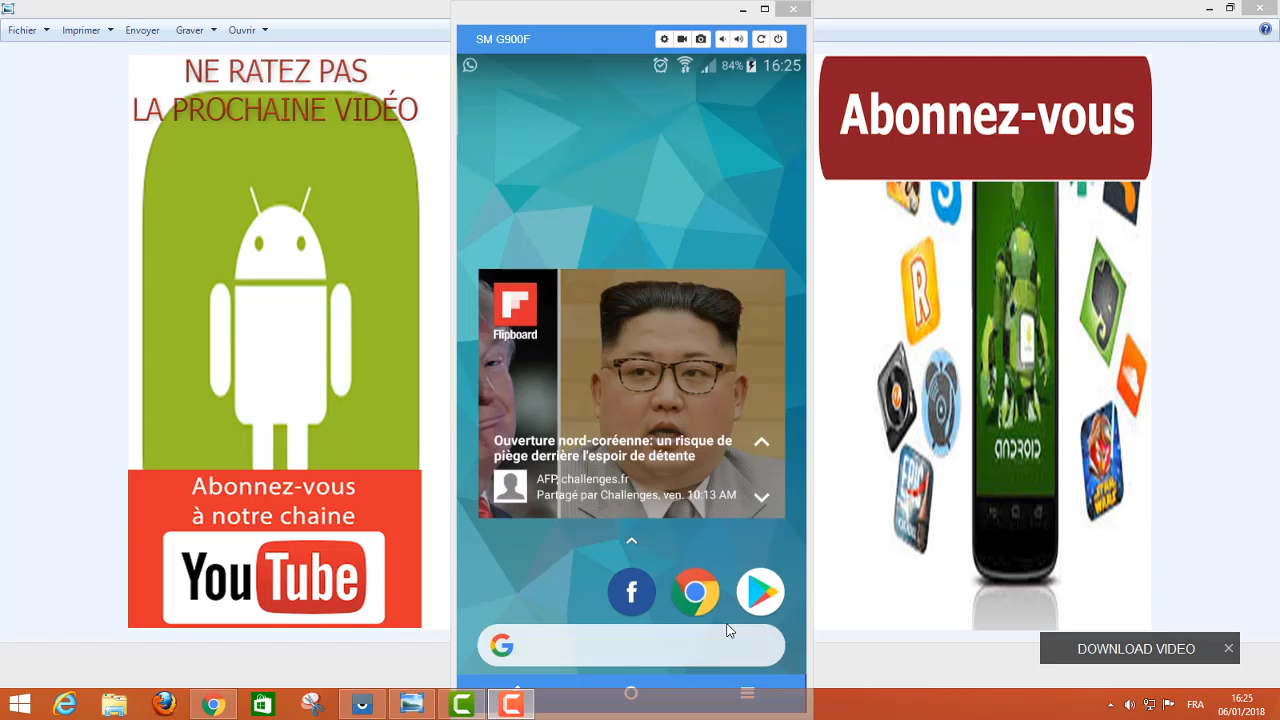 Fichier
Imprimer
Envoyer
Graver
Ouvrir
NE RATEZ PAS
LA PROCHAINE VIDÉO
Abonnez-vous
à notre chaine
YouTube
SM G900F
84%
16:25
Flipboard
Ouverture nord-coréenne: un risque de
piège derrière l'espoir de détente
AFP, challenges.fr
Partagé par Challenges, ven. 10:13 AM
Abonnez-vous
ANDROID
DOWNLOAD VIDEO
FRA
16:25
06/01/2018